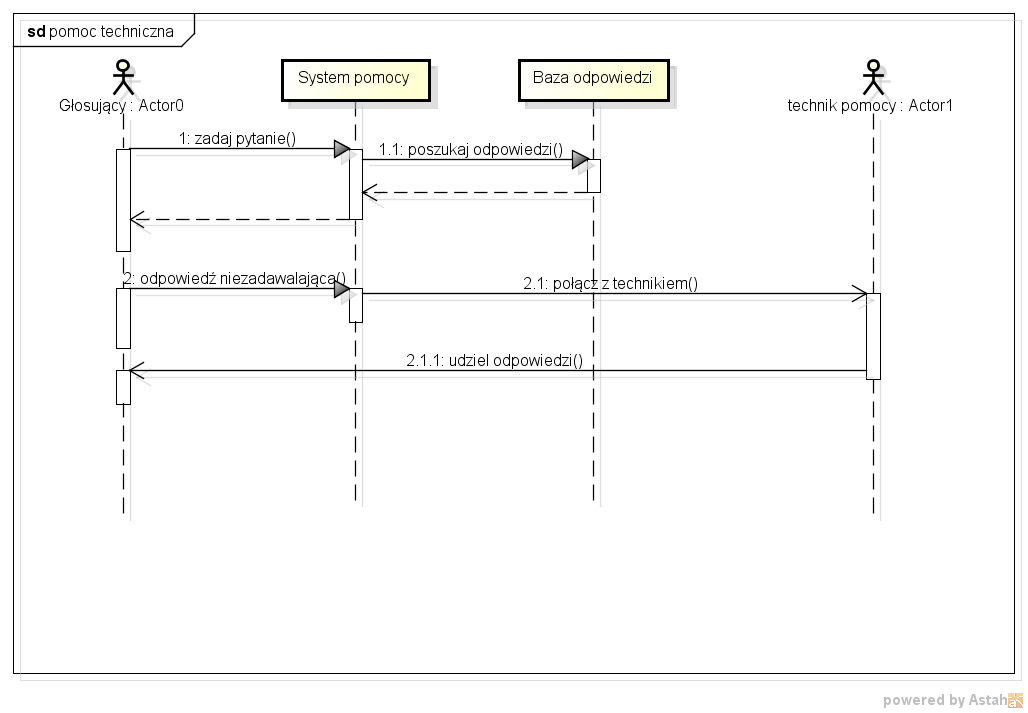 sd pomoc techniczna
Głosujący : Actor0
System pomocy
Baza odpowiedzi
technik pomocy : Actor1
1: zadaj pytanie()
1.1: poszukaj odpowiedzi()
2: odpowiedź niezadawalająca()
2.1: połącz z technikiem()
2.1.1: udziel odpowiedzi()
powered by Astah